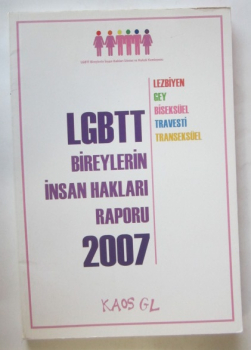 LEZBİYEN
GEY
BİSEKSÜEL
TRAVESTİ
TRANSEKSÜEL
LGBTT
BİREYLERİN
İNSAN HAKLARI
RAPORU
2007
KAOS GL